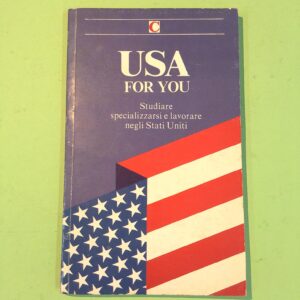 C
USA
FOR YOU
Studiare
specializzarsi e lavorare
negli Stati Uniti